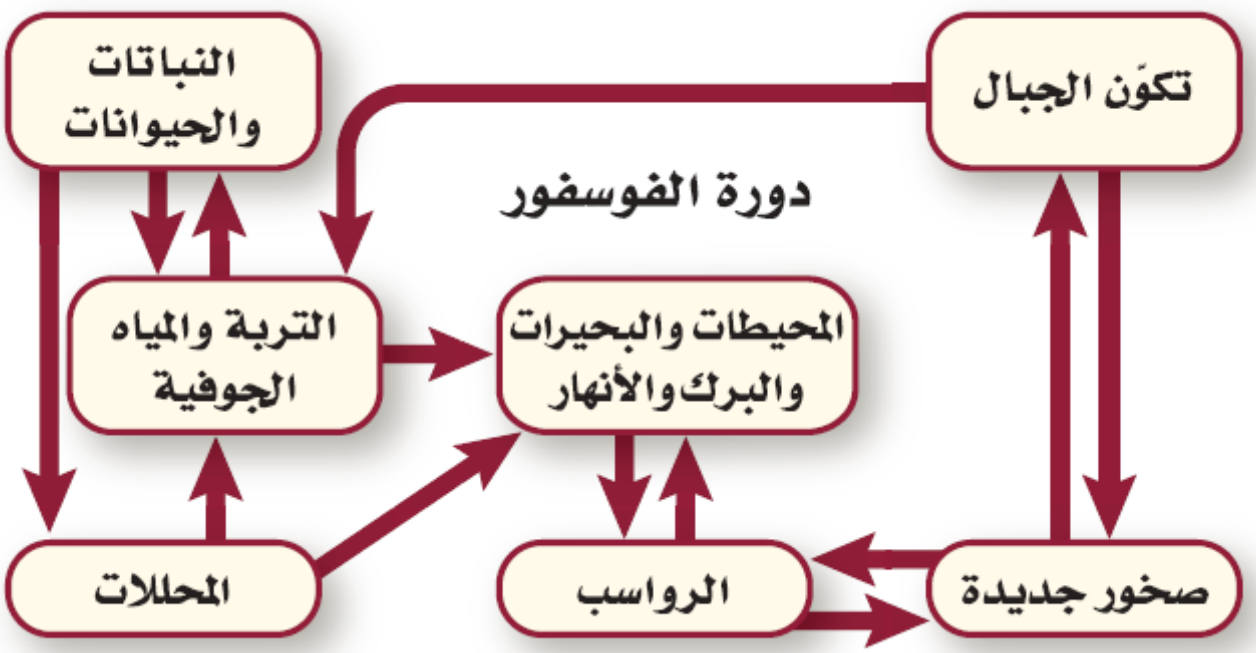 النباتات
والحيوانات
تكوّن الجبال
دورة الفوسفور
التربة والمياه
الجوفية
المحيطات والبحيرات
والبرك والأنهار
المحللات
الرواسب
صخور جديدة